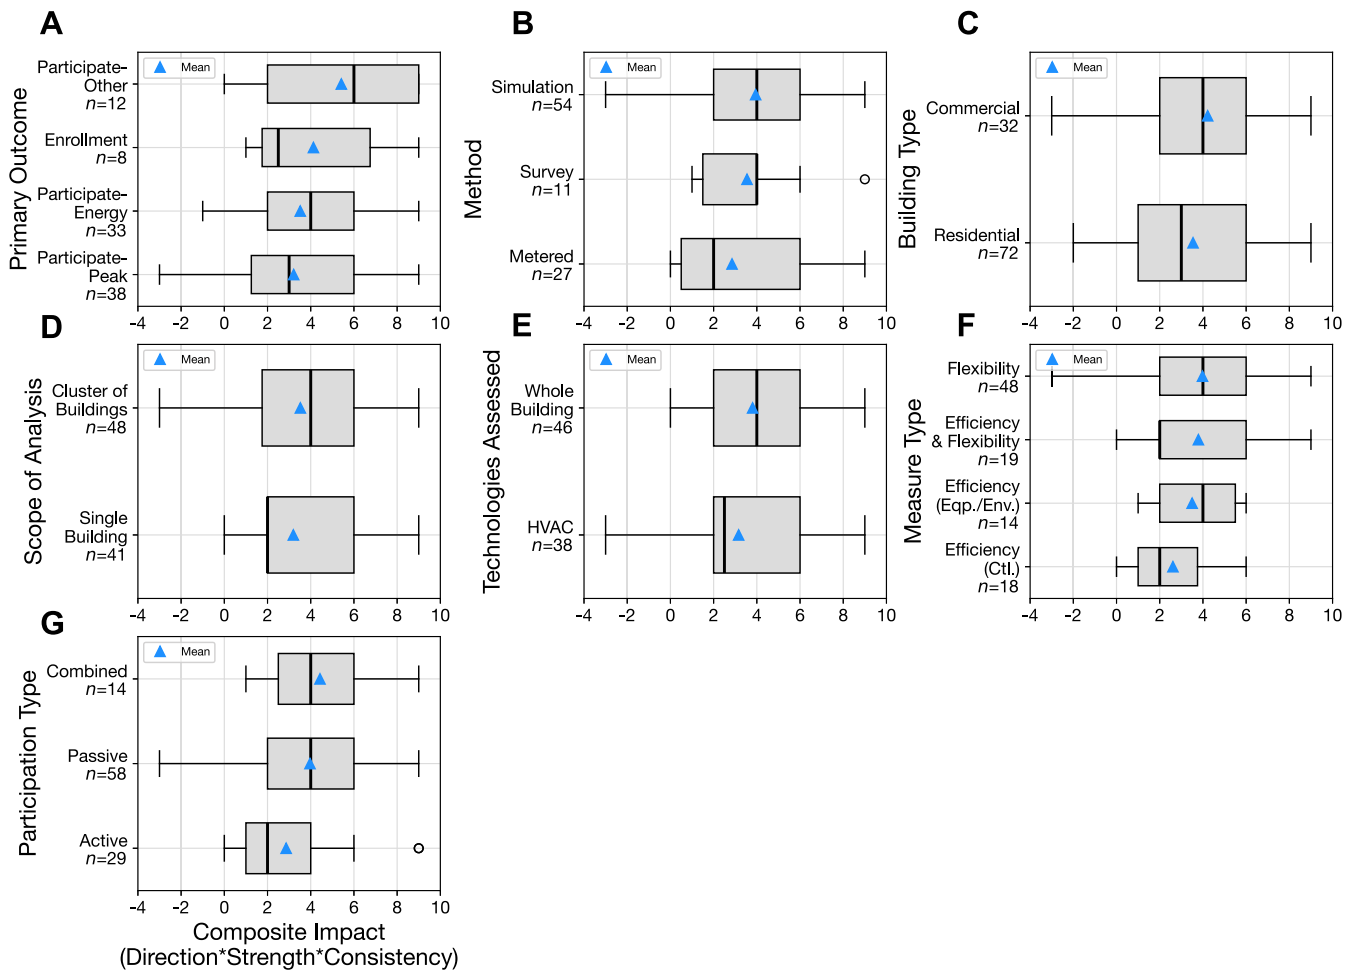 A
Primary Outcome
Mean
Participate-
Other
n=12
Enrollment
n=8
Participate-
Energy
n=33
Participate-
Peak
n=38
−4 −2 0 2 4 6 8 10
B
Method
Mean
Simulation
n=54
Survey
n=11
Metered
n=27
−4 −2 0 2 4 6 8 10
C
Building Type
Mean
Commercial
n=32
Residential
n=72
−4 −2 0 2 4 6 8 10
D
Scope of Analysis
Mean
Cluster of
Buildings
n=48
Single
Building
n=41
−4 −2 0 2 4 6 8 10
E
Technologies Assessed
Mean
Whole
Building
n=46
HVAC
n=38
−4 −2 0 2 4 6 8 10
F
Measure Type
Mean
Flexibility
n=48
Efficiency
& Flexibility
n=19
Efficiency
(Eqp./Env.)
n=14
Efficiency
(Ctl.)
n=18
−4 −2 0 2 4 6 8 10
G
Participation Type
Mean
Combined
n=14
Passive
n=58
Active
n=29
−4 −2 0 2 4 6 8 10
Composite Impact
(Direction*Strength*Consistency)